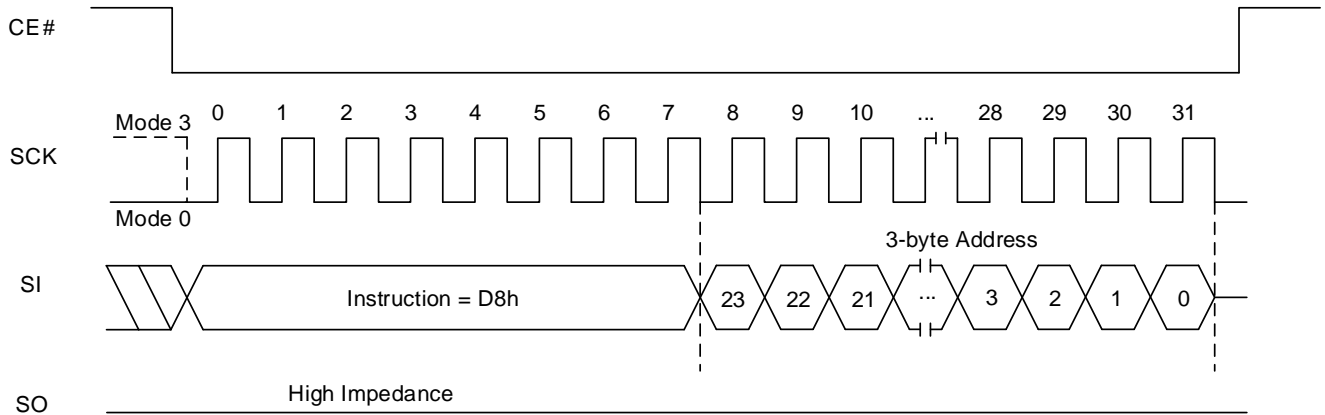 CE#
0 1 2 3 4 5 6 7 8 9 10 ... 28 29 30 31
Mode 3
SCK
Mode 0
3-byte Address
SI
Instruction = D8h 23 22 21 ... 3 2 1 0
High Impedance
SO